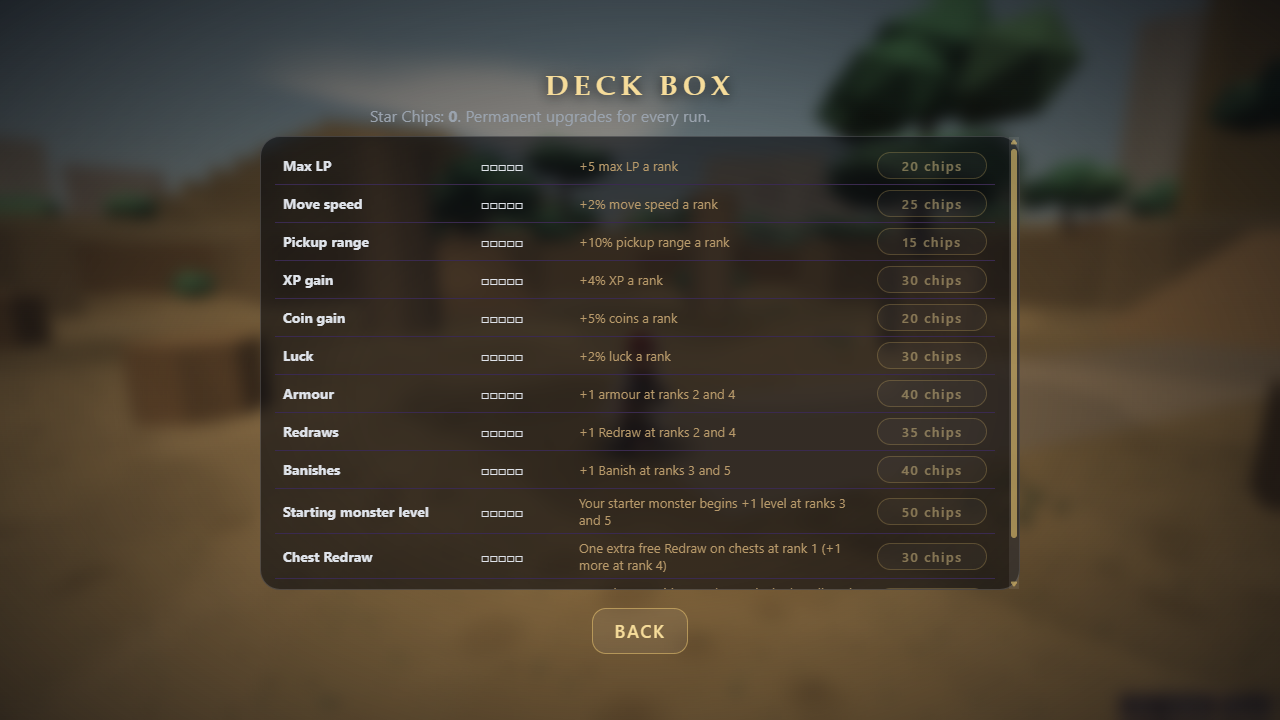 DECK BOX
Star Chips: 0. Permanent upgrades for every run.
Max LP ▫▫▫▫▫ +5 max LP a rank 20 chips
Move speed ▫▫▫▫▫ +2% move speed a rank 25 chips
Pickup range ▫▫▫▫▫ +10% pickup range a rank 15 chips
XP gain ▫▫▫▫▫ +4% XP a rank 30 chips
Coin gain ▫▫▫▫▫ +5% coins a rank 20 chips
Luck ▫▫▫▫▫ +2% luck a rank 30 chips
Armour ▫▫▫▫▫ +1 armour at ranks 2 and 4 40 chips
Redraws ▫▫▫▫▫ +1 Redraw at ranks 2 and 4 35 chips
Banishes ▫▫▫▫▫ +1 Banish at ranks 3 and 5 40 chips
Starting monster level ▫▫▫▫▫ Your starter monster begins +1 level at ranks 3
and 5 50 chips
Chest Redraw ▫▫▫▫▫ One extra free Redraw on chests at rank 1 (+1
more at rank 4) 30 chips
BACK